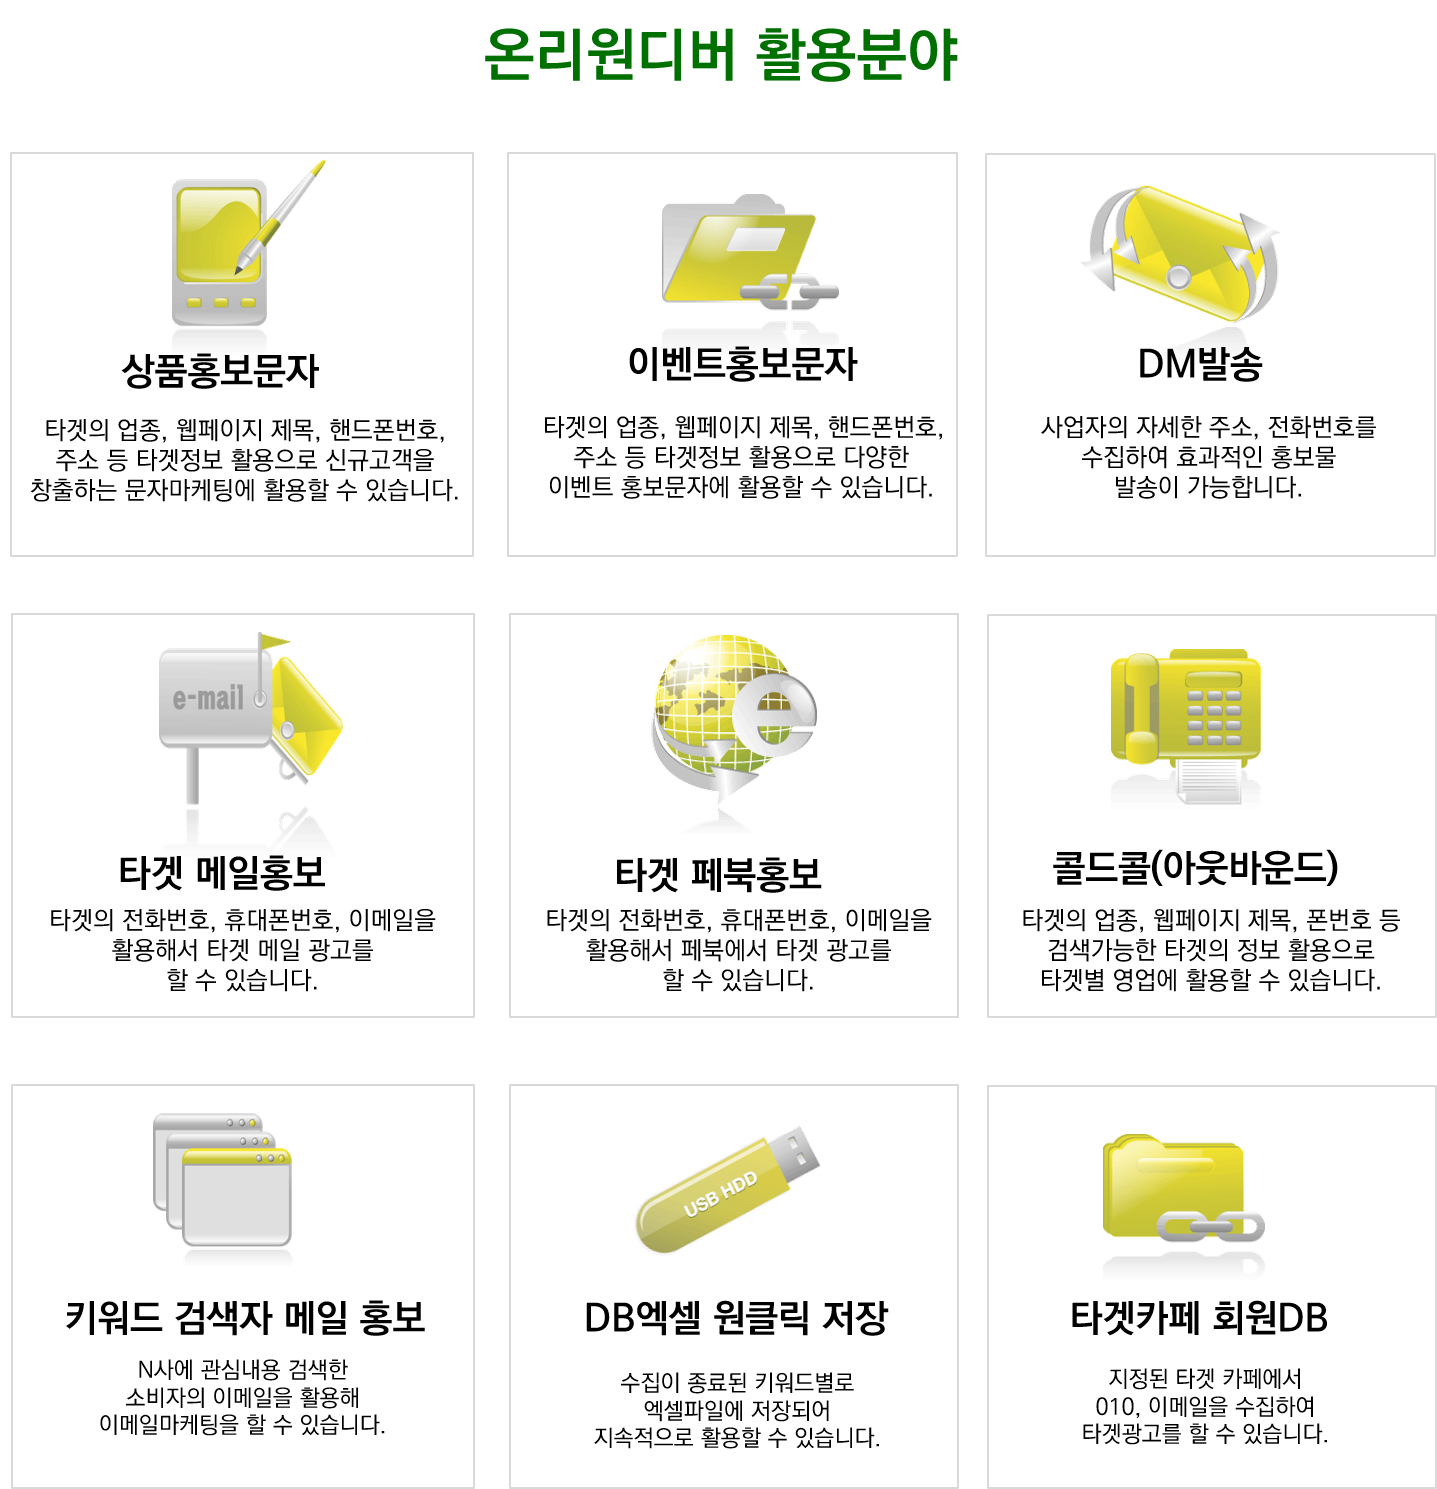 온리원디버 활용분야
상품홍보문자
타겟의 업종, 웹페이지 제목, 핸드폰번호,
주소 등 타겟정보 활용으로 신규고객을
창출하는 문자마케팅에 활용할 수 있습니다.
이벤트홍보문자
타겟의 업종, 웹페이지 제목, 핸드폰번호,
주소 등 타겟정보 활용으로 다양한
이벤트 홍보문자에 활용할 수 있습니다.
DM발송
사업자의 자세한 주소, 전화번호를
수집하여 효과적인 홍보물
발송이 가능합니다.
e-mail
타겟 메일홍보
타겟의 전화번호, 휴대폰번호, 이메일을
활용해서 타겟 메일 광고를
할 수 있습니다.
e
타겟 페북홍보
타겟의 전화번호, 휴대폰번호, 이메일을
활용해서 페북에서 타겟 광고를
할 수 있습니다.
콜드콜(아웃바운드)
타겟의 업종, 웹페이지 제목, 폰번호 등
검색가능한 타겟의 정보 활용으로
타겟별 영업에 활용할 수 있습니다.
키워드 검색자 메일 홍보
N사에 관심내용 검색한
소비자의 이메일을 활용해
이메일마케팅을 할 수 있습니다.
USB HDD
DB엑셀 원클릭 저장
수집이 종료된 키워드별로
엑셀파일에 저장되어
지속적으로 활용할 수 있습니다.
타겟카페 회원DB
지정된 타겟 카페에서
010, 이메일을 수집하여
타겟광고를 할 수 있습니다.